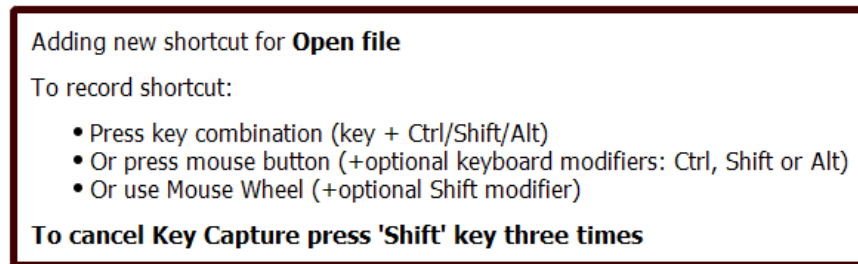 Adding new shortcut for Open file
To record shortcut:
• Press key combination (key + Ctrl/Shift/Alt)
• Or press mouse button (+optional keyboard modifiers: Ctrl, Shift or Alt)
• Or use Mouse Wheel (+optional Shift modifier)
To cancel Key Capture press 'Shift' key three times